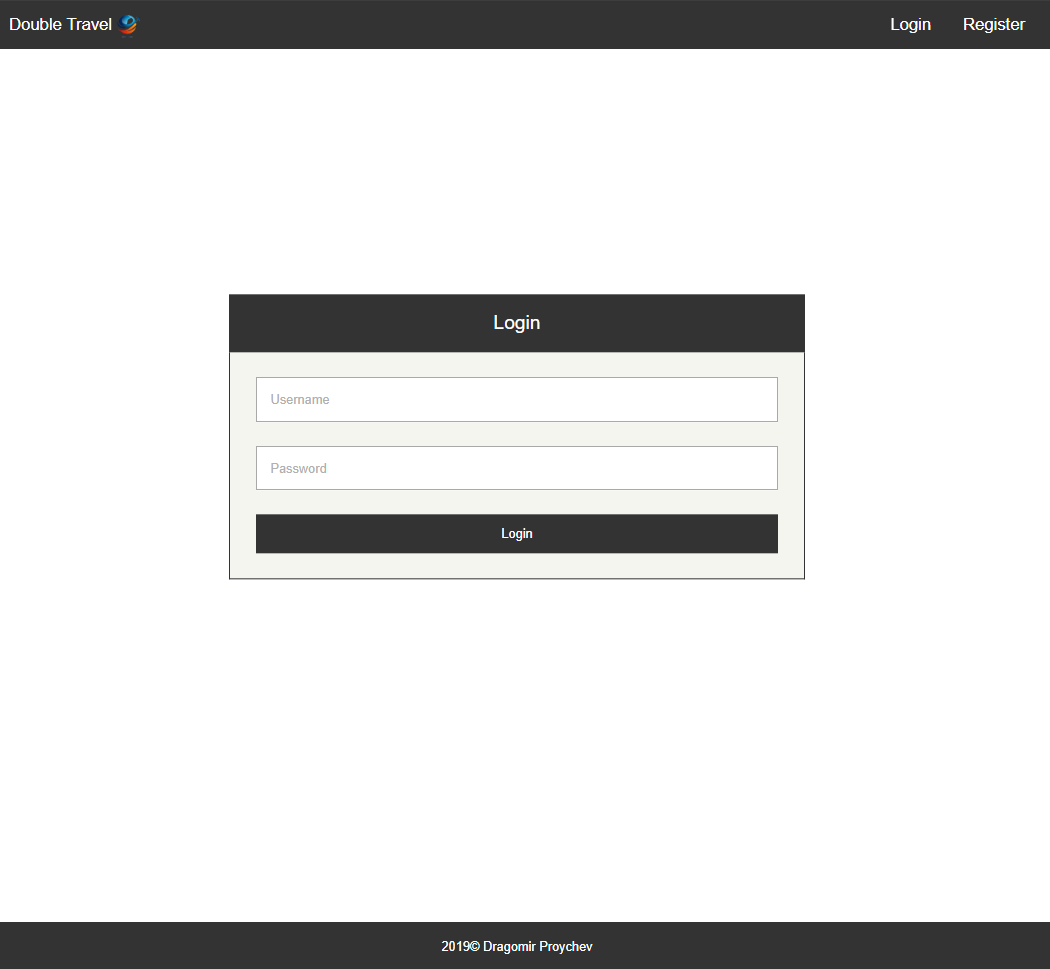 Double Travel
Login
Register
Login
Username
Password
Login
2019© Dragomir Proychev